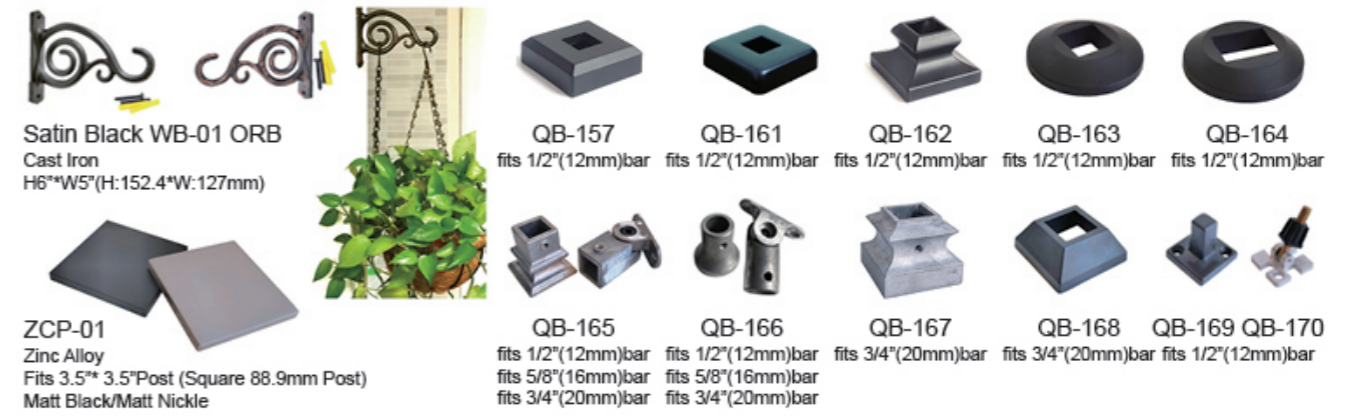 Satin Black WB-01 ORB
Cast Iron
H6"*W5"(H:152.4*W:127mm)
QB-157
fits 1/2"(12mm)bar
QB-161
fits 1/2"(12mm)bar
QB-162
fits 1/2"(12mm)bar
QB-163
fits 1/2"(12mm)bar
QB-164
fits 1/2"(12mm)bar
ZCP-01
Zinc Alloy
Fits 3.5"* 3.5"Post (Square 88.9mm Post)
Matt Black/Matt Nickle
QB-165
fits 1/2"(12mm)bar
fits 5/8"(16mm)bar
fits 3/4"(20mm)bar
QB-166
fits 1/2"(12mm)bar
fits 5/8"(16mm)bar
fits 3/4"(20mm)bar
QB-167
fits 3/4"(20mm)bar
QB-168
fits 3/4"(20mm)bar
QB-169 QB-170
fits 1/2"(12mm)bar